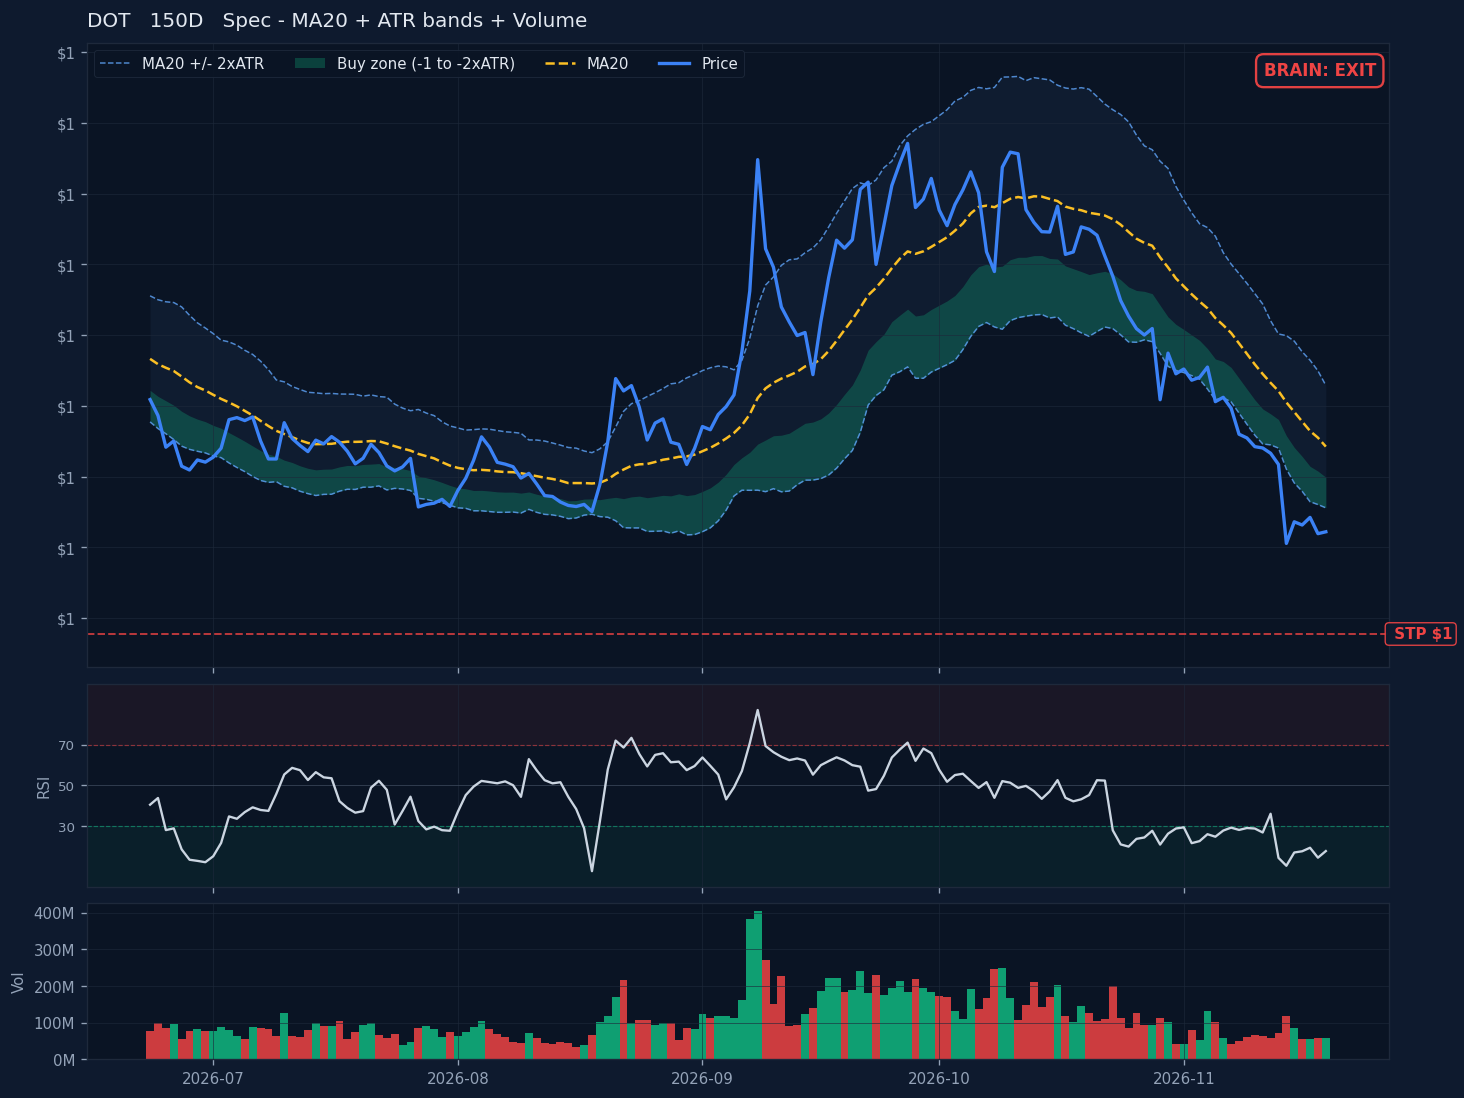 DOT 150D Spec - MA20 + ATR bands + Volume
MA20 +/- 2xATR
Buy zone (-1 to -2xATR)
MA20
Price
BRAIN: EXIT
$1
$1
$1
$1
$1
$1
$1
$1
$1
STP $1
70
50
30
RSI
400M
300M
200M
100M
0M
Vol
2026-07
2026-08
2026-09
2026-10
2026-11